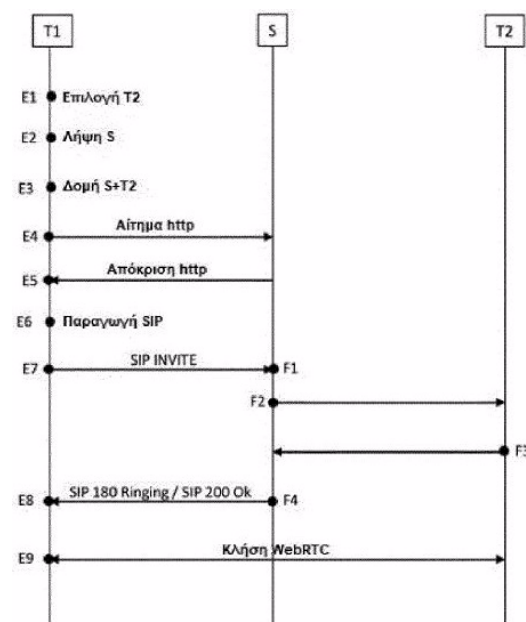 T1 S T2
E1 Επιλογή T2
E2 Λήψη S
E3 Δομή S+T2
Αίτημα http
E4
Απόκριση http
E5
E6 Παραγωγή SIP
SIP INVITE
E7 F1
F2
F3
SIP 180 Ringing / SIP 200 Ok
E8 F4
Κλήση WebRTC
E9